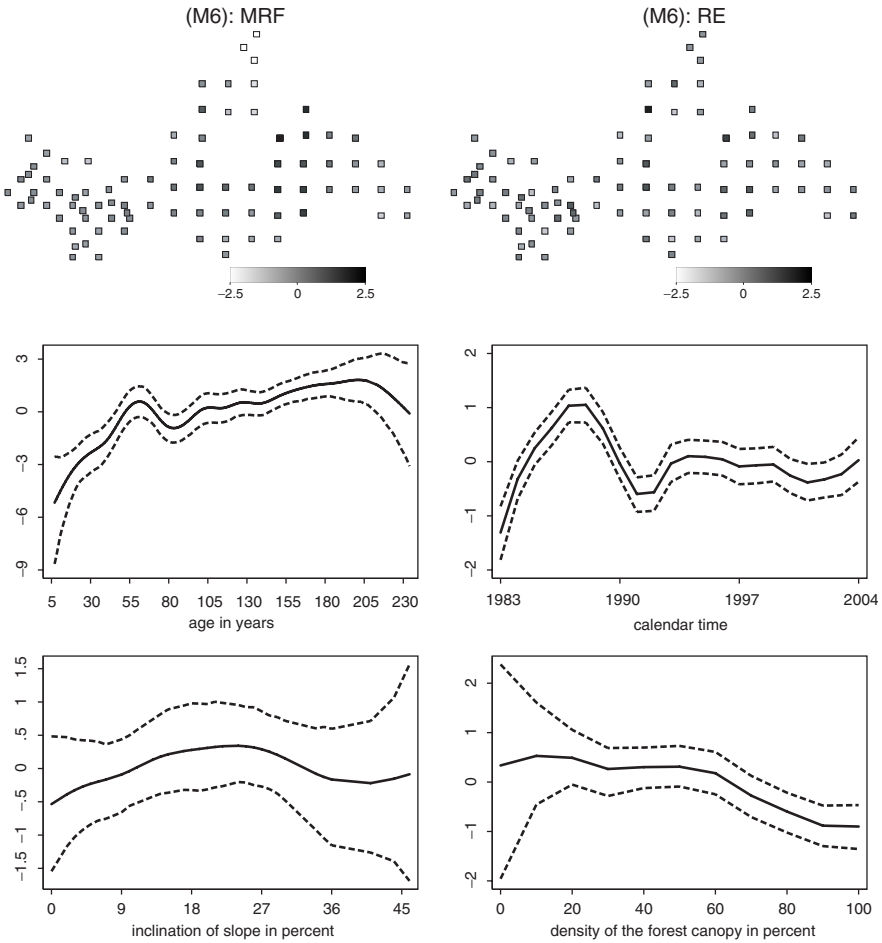 (M6): MRF
(M6): RE
−2.5 0 2.5
−2.5 0 2.5
3
0
−3
−6
−9
5 30 55 80 105 130 155 180 205 230
age in years
2
1
0
−1
−2
1983 1990 1997 2004
calendar time
1.5
1
.5
0
−.5
−1
−1.5
0 9 18 27 36 45
inclination of slope in percent
2
1
0
−1
−2
0 20 40 60 80 100
density of the forest canopy in percent